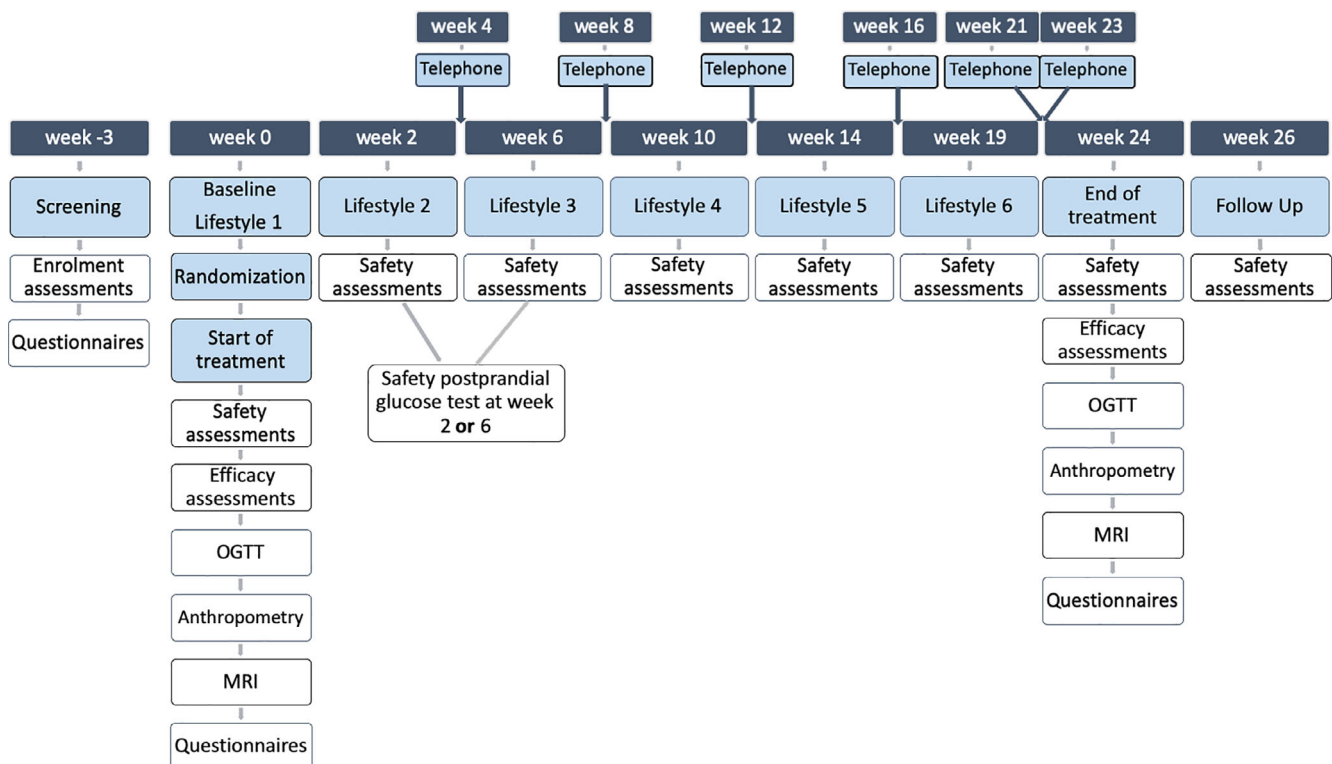 week 4
week 8
week 12
week 16
week 21
week 23
Telephone
Telephone
Telephone
Telephone
Telephone
Telephone
week -3
week 0
week 2
week 6
week 10
week 14
week 19
week 24
week 26
Screening
Baseline
Lifestyle 1
Lifestyle 2
Lifestyle 3
Lifestyle 4
Lifestyle 5
Lifestyle 6
End of
treatment
Follow Up
Enrolment
assessments
Randomization
Safety
assessments
Safety
assessments
Safety
assessments
Safety
assessments
Safety
assessments
Safety
assessments
Safety
assessments
Questionnaires
Start of
treatment
Efficacy
assessments
Safety postprandial
glucose test at week
2 or 6
Safety
assessments
OGTT
Efficacy
assessments
Anthropometry
OGTT
MRI
Anthropometry
Questionnaires
MRI
Questionnaires